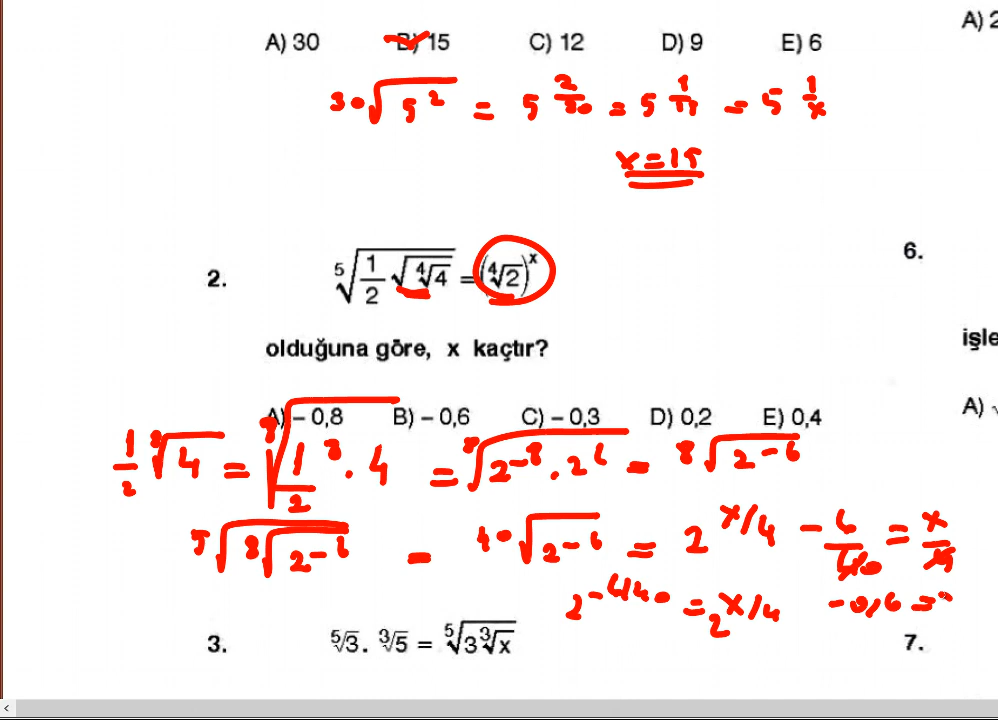 A) 2
A) 30 B) 15 C) 12 D) 9 E) 6
30√5² = 5^(2/30) = 5^(1/15) = 5^(1/x)
x=15
6.
2. ⁵√(1/2 √(⁴√4)) = (⁴√2)^x
olduğuna göre, x kaçtır?
işle
A) – 0,8 B) – 0,6 C) – 0,3 D) 0,2 E) 0,4
A) √
1/2 ⁸√4 = ⁸√(1/2 ⁸ . 4) = ⁸√(2⁻⁸ . 2²) = ⁸√(2⁻⁶)
⁵√(⁸√(2⁻⁶)) = ⁴⁰√(2⁻⁶) = 2^(x/4) – 6/40 = x/4
2^(-6/40) = 2^(x/4) -0,6 = x
3. ⁵√3 . ³√5 = ⁵√(3 ³√x)
7.